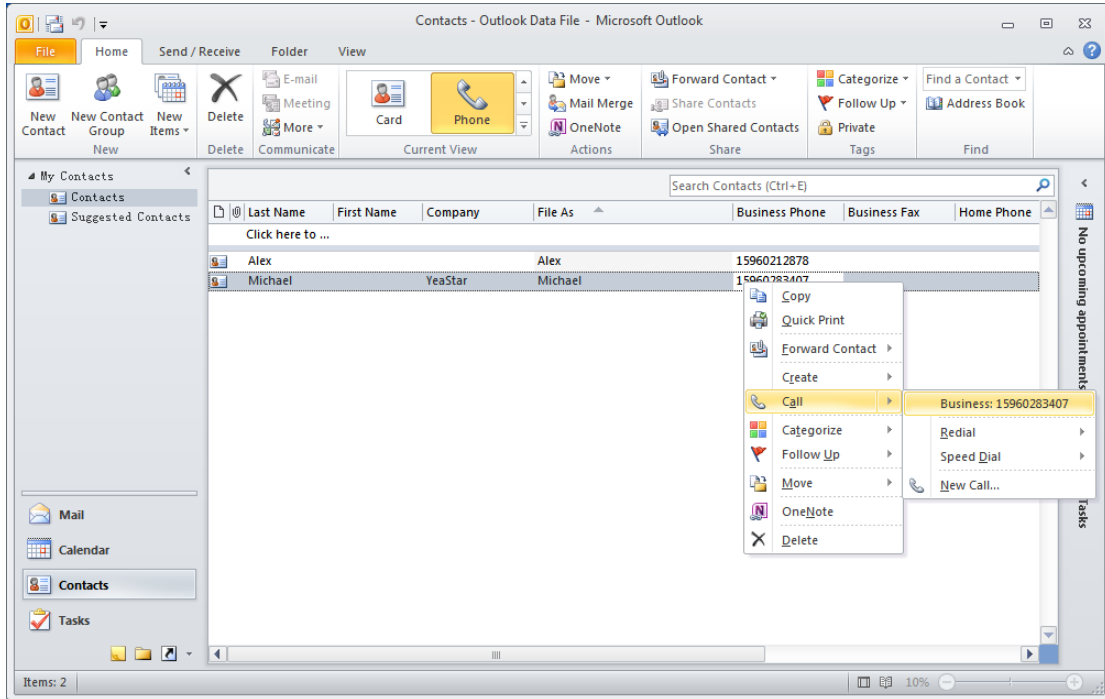 Contacts - Outlook Data File - Microsoft Outlook
File Home Send / Receive Folder View
New Contact
New Contact Group
New Items
Delete
E-mail
Meeting
More
Card
Phone
Move
Mail Merge
OneNote
Forward Contact
Share Contacts
Open Shared Contacts
Categorize
Follow Up
Private
Find a Contact
Address Book
New Delete Communicate Current View Actions Share Tags Find
My Contacts
Contacts
Suggested Contacts
Search Contacts (Ctrl+E)
Last Name First Name Company File As Business Phone Business Fax Home Phone
Click here to ...
Alex Alex 15960212878
Michael YeaStar Michael 15960283407
Copy
Quick Print
Forward Contact
Create
Call
Categorize
Follow Up
Move
OneNote
Delete
Business: 15960283407
Redial
Speed Dial
New Call...
No upcoming appointments
Tasks
Mail
Calendar
Contacts
Tasks
Items: 2
10%